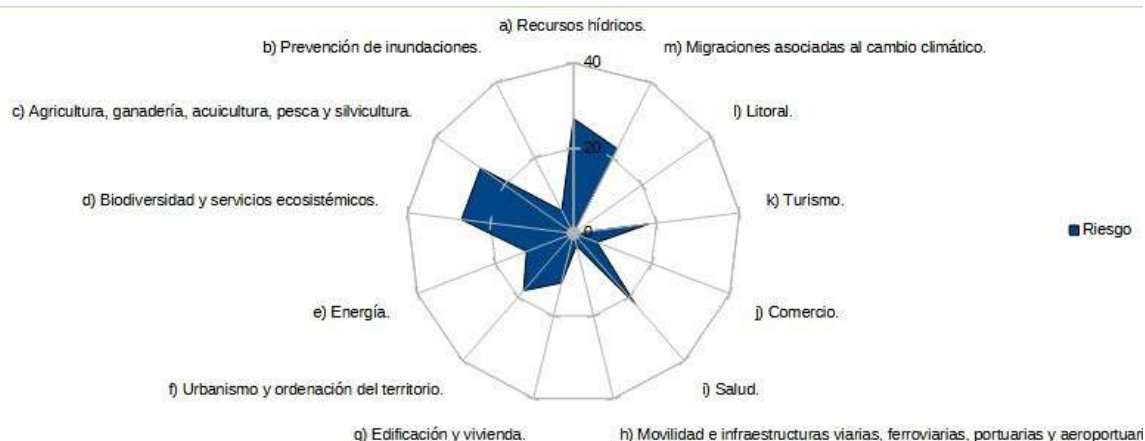 a) Recursos hídricos.
b) Prevención de inundaciones.
m) Migraciones asociadas al cambio climático.
40
c) Agricultura, ganadería, acuicultura, pesca y silvicultura.
l) Litoral.
20
d) Biodiversidad y servicios ecosistémicos.
k) Turismo.
0
Riesgo
e) Energía.
j) Comercio.
f) Urbanismo y ordenación del territorio.
i) Salud.
g) Edificación y vivienda.
h) Movilidad e infraestructuras viarias, ferroviarias, portuarias y